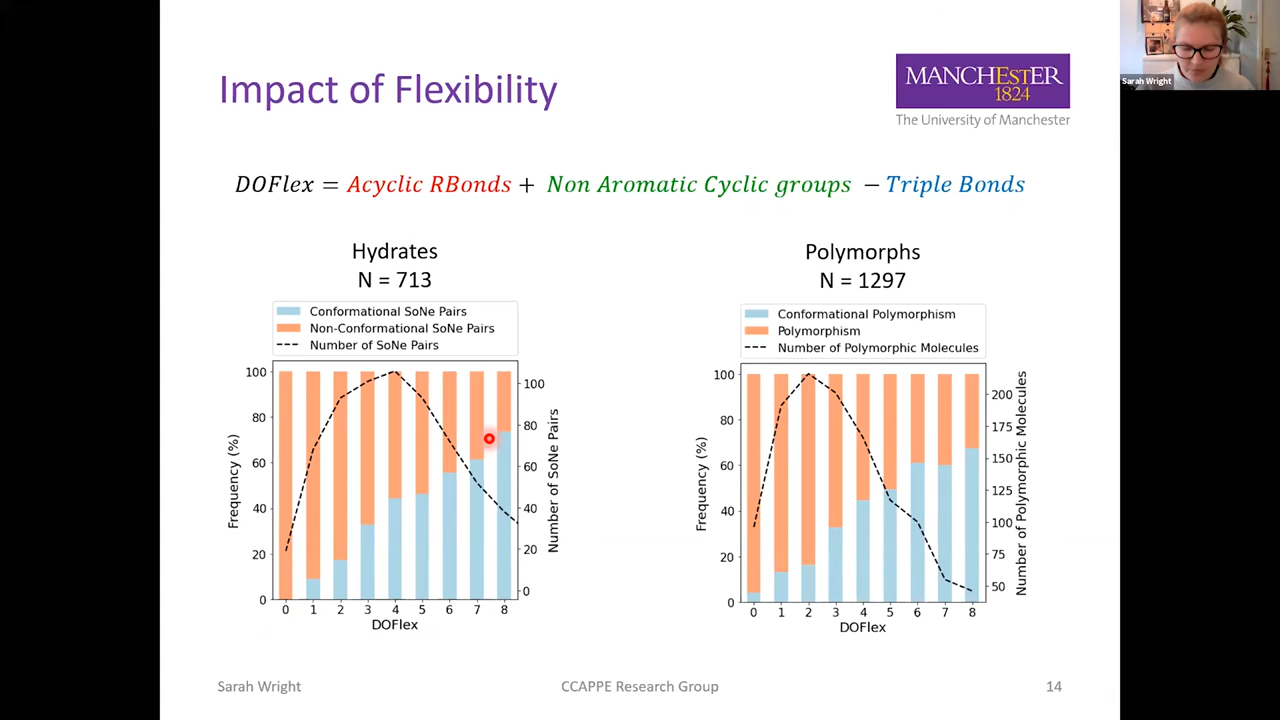 Impact of Flexibility
MANCHESTER
1824
The University of Manchester
Sarah Wright
DOFlex = Acyclic RBonds + Non Aromatic Cyclic groups − Triple Bonds
Hydrates
N = 713
Conformational SoNe Pairs
Non-Conformational SoNe Pairs
Number of SoNe Pairs
100
80
60
40
20
0
Frequency (%)
0 1 2 3 4 5 6 7 8
DOFlex
100
80
60
40
20
0
Number of SoNe Pairs
Polymorphs
N = 1297
Conformational Polymorphism
Polymorphism
Number of Polymorphic Molecules
100
80
60
40
20
0
Frequency (%)
0 1 2 3 4 5 6 7 8
DOFlex
200
175
150
125
100
75
50
Number of Polymorphic Molecules
Sarah Wright
CCAPPE Research Group
14